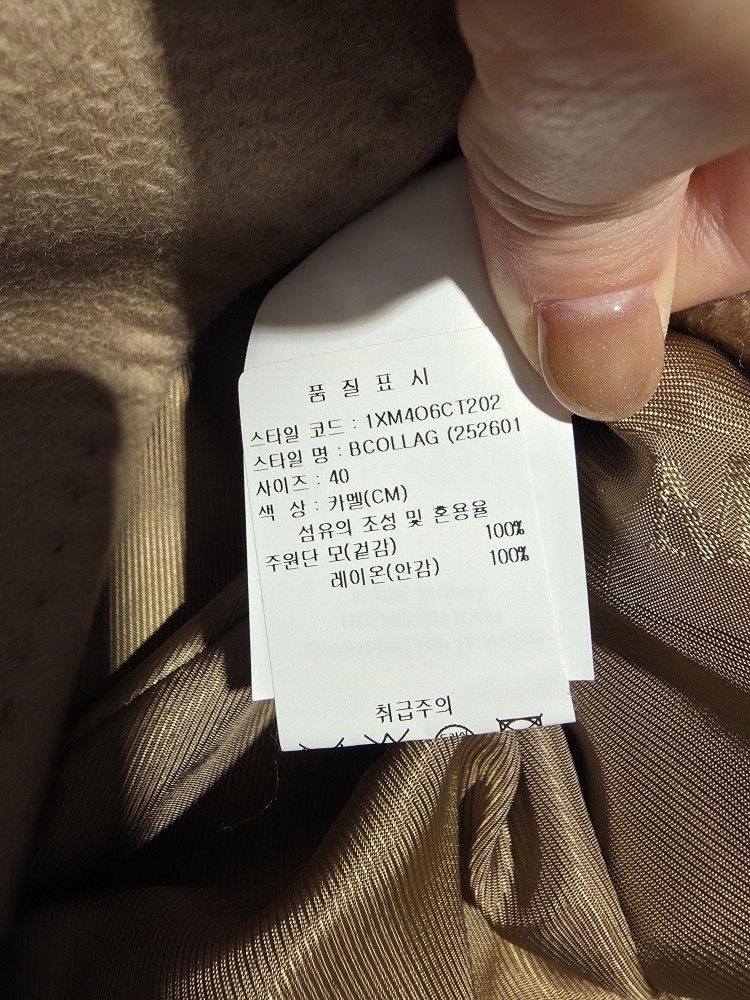 품 질 표 시
스타일 코드 : 1XM406CT202
스타일 명 : BCOLLAG (252601
사이즈 : 40
색 상 : 카멜(CM)
섬유의 조성 및 혼용율
주원단 모(겉감) 100%
레이온(안감) 100%
취급주의